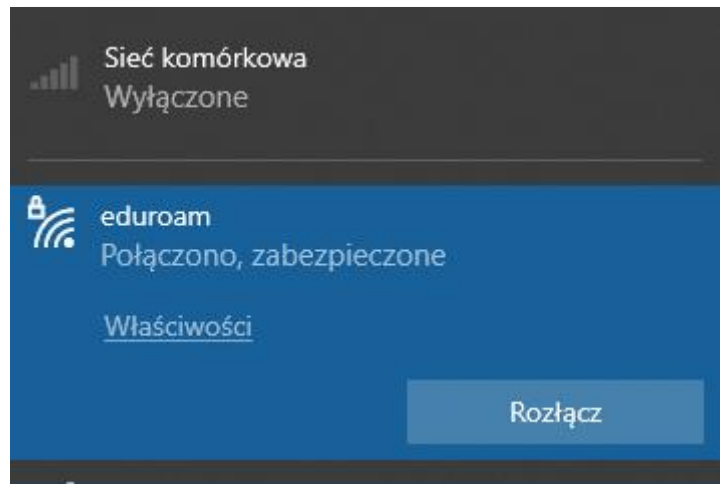 Sieć komórkowa
Wyłączone
eduroam
Połączono, zabezpieczone
Właściwości
Rozłącz